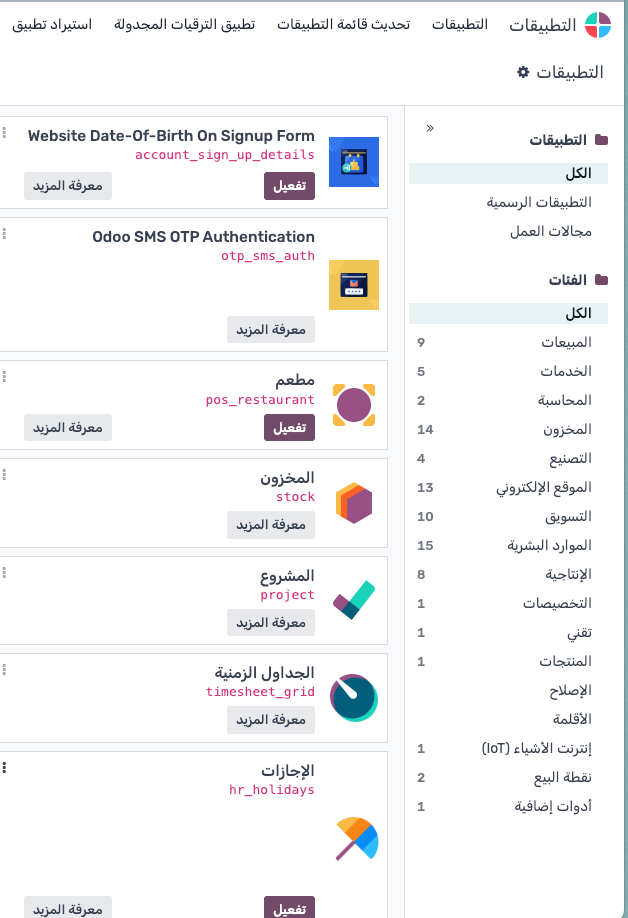 التطبيقات
التطبيقات
تحديث قائمة التطبيقات
تطبيق الترقيات المجدولة
استيراد تطبيق
التطبيقات
التطبيقات
الكل
التطبيقات الرسمية
مجالات العمل
الفئات
الكل
المبيعات 9
الخدمات 5
المحاسبة 2
المخزون 14
التصنيع 4
الموقع الإلكتروني 13
التسويق 10
الموارد البشرية 15
الإنتاجية 8
التخصيصات 1
تقني 1
المنتجات 1
الإصلاح
الأقلمة
إنترنت الأشياء (IoT) 1
نقطة البيع 2
أدوات إضافية 1
Website Date-Of-Birth On Signup Form
account_sign_up_details
تفعيل
معرفة المزيد
Odoo SMS OTP Authentication
otp_sms_auth
معرفة المزيد
مطعم
pos_restaurant
تفعيل
معرفة المزيد
المخزون
stock
معرفة المزيد
المشروع
project
معرفة المزيد
الجداول الزمنية
timesheet_grid
معرفة المزيد
الإجازات
hr_holidays
تفعيل
معرفة المزيد